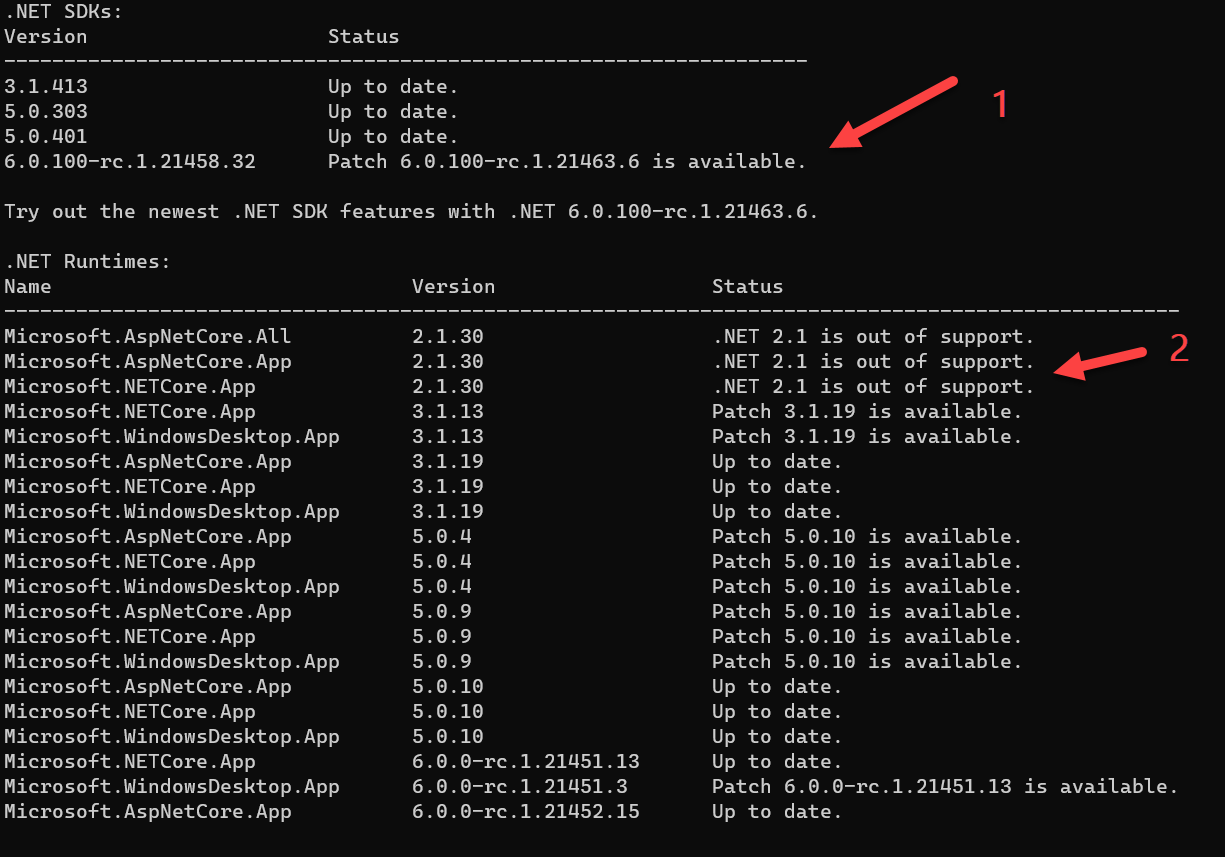 .NET SDKs:
Version Status
--------------------------------------------------------------------
3.1.413 Up to date.
5.0.303 Up to date.
5.0.401 Up to date.
6.0.100-rc.1.21458.32 Patch 6.0.100-rc.1.21463.6 is available.
1
Try out the newest .NET SDK features with .NET 6.0.100-rc.1.21463.6.
.NET Runtimes:
Name Version Status
--------------------------------------------------------------------------------------------------
Microsoft.AspNetCore.All 2.1.30 .NET 2.1 is out of support.
Microsoft.AspNetCore.App 2.1.30 .NET 2.1 is out of support.
2
Microsoft.NETCore.App 2.1.30 .NET 2.1 is out of support.
Microsoft.NETCore.App 3.1.13 Patch 3.1.19 is available.
Microsoft.WindowsDesktop.App 3.1.13 Patch 3.1.19 is available.
Microsoft.AspNetCore.App 3.1.19 Up to date.
Microsoft.NETCore.App 3.1.19 Up to date.
Microsoft.WindowsDesktop.App 3.1.19 Up to date.
Microsoft.AspNetCore.App 5.0.4 Patch 5.0.10 is available.
Microsoft.NETCore.App 5.0.4 Patch 5.0.10 is available.
Microsoft.WindowsDesktop.App 5.0.4 Patch 5.0.10 is available.
Microsoft.AspNetCore.App 5.0.9 Patch 5.0.10 is available.
Microsoft.NETCore.App 5.0.9 Patch 5.0.10 is available.
Microsoft.WindowsDesktop.App 5.0.9 Patch 5.0.10 is available.
Microsoft.AspNetCore.App 5.0.10 Up to date.
Microsoft.NETCore.App 5.0.10 Up to date.
Microsoft.WindowsDesktop.App 5.0.10 Up to date.
Microsoft.NETCore.App 6.0.0-rc.1.21451.13 Up to date.
Microsoft.WindowsDesktop.App 6.0.0-rc.1.21451.3 Patch 6.0.0-rc.1.21451.13 is available.
Microsoft.AspNetCore.App 6.0.0-rc.1.21452.15 Up to date.